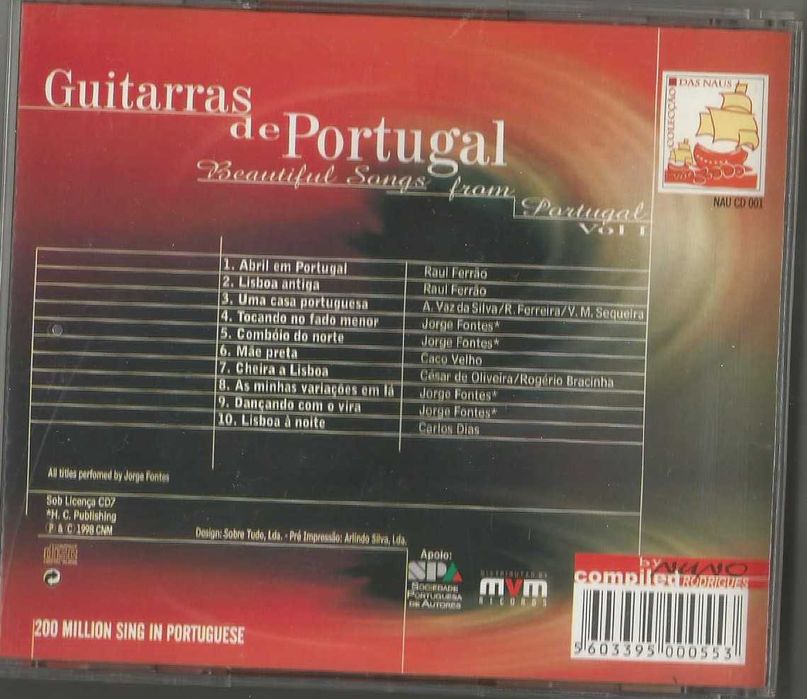 Guitarras
de Portugal
Beautiful Songs from
Portugal
Vol 1
COLECÇÃO DAS NAUS
NAU CD 001
1. Abril em Portugal Raul Ferrão
2. Lisboa antiga Raul Ferrão
3. Uma casa portuguesa A. Vaz da Silva/R. Ferreira/V. M. Sequeira
4. Tocando no fado menor Jorge Fontes*
5. Combóio do norte Jorge Fontes*
6. Mãe preta Caco Velho
7. Cheira a Lisboa César de Oliveira/Rogério Bracinha
8. As minhas variações em lá Jorge Fontes*
9. Dançando com o vira Jorge Fontes*
10. Lisboa à noite Carlos Dias
All titles perfomed by Jorge Fontes
Sob Licença CD7
*H. C. Publishing
P & C 1998 CNM
Design: Sobre Tudo, Lda. - Pré Impressão: Arlindo Silva, Lda.
Apoio:
SPA
SOCIEDADE
PORTUGUESA
DE AUTORES
DISTRIBUTED BY
mvm
RECORDS
by NUNO
compiled RODRIGUES
200 MILLION SING IN PORTUGUESE
5603395000553